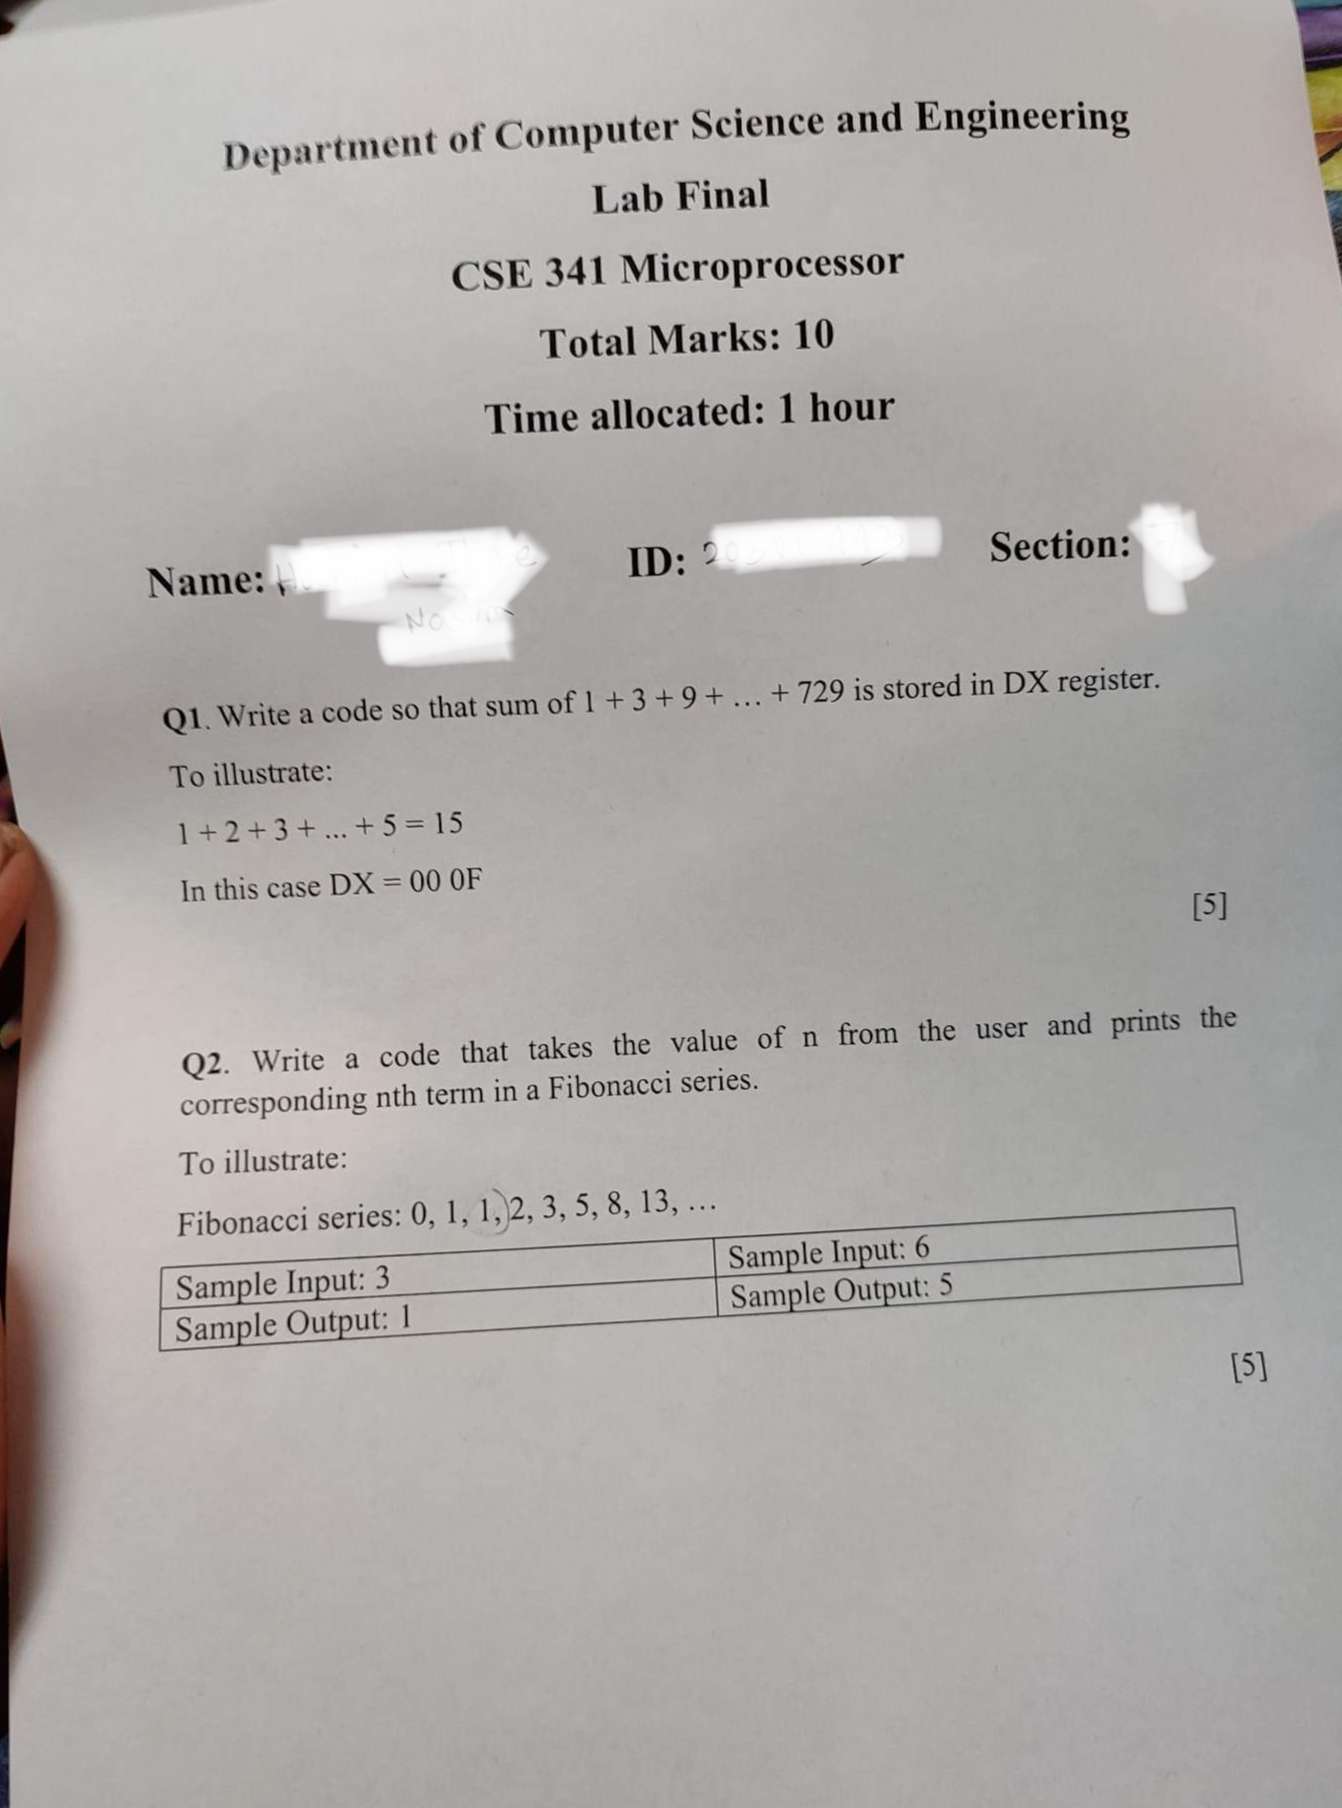 Department of Computer Science and Engineering
Lab Final
CSE 341 Microprocessor
Total Marks: 10
Time allocated: 1 hour
Name: ID: Section:
Q1. Write a code so that sum of 1 + 3 + 9 + … + 729 is stored in DX register.
To illustrate:
1 + 2 + 3 + ... + 5 = 15
In this case DX = 00 0F
[5]
Q2. Write a code that takes the value of n from the user and prints the
corresponding nth term in a Fibonacci series.
To illustrate:
Fibonacci series: 0, 1, 1, 2, 3, 5, 8, 13, …
Sample Input: 3 Sample Input: 6
Sample Output: 1 Sample Output: 5
[5]